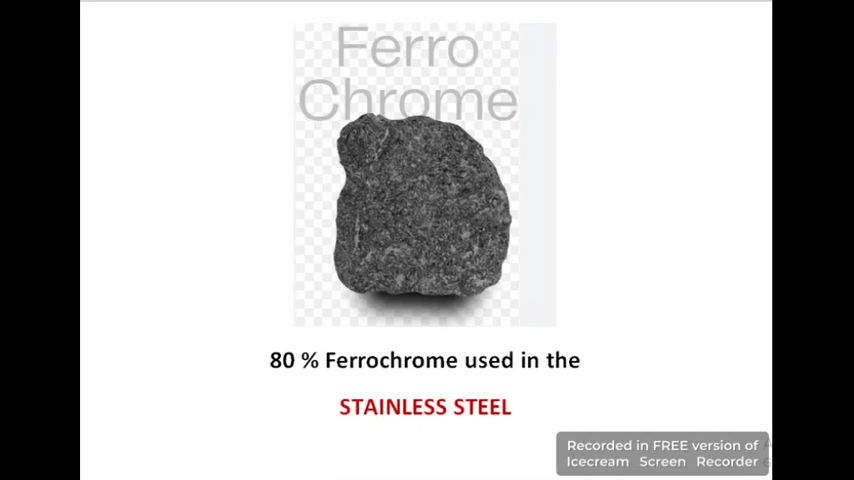 Ferro
Chrome
80 % Ferrochrome used in the
STAINLESS STEEL
Recorded in FREE version of
Icecream Screen Recorder